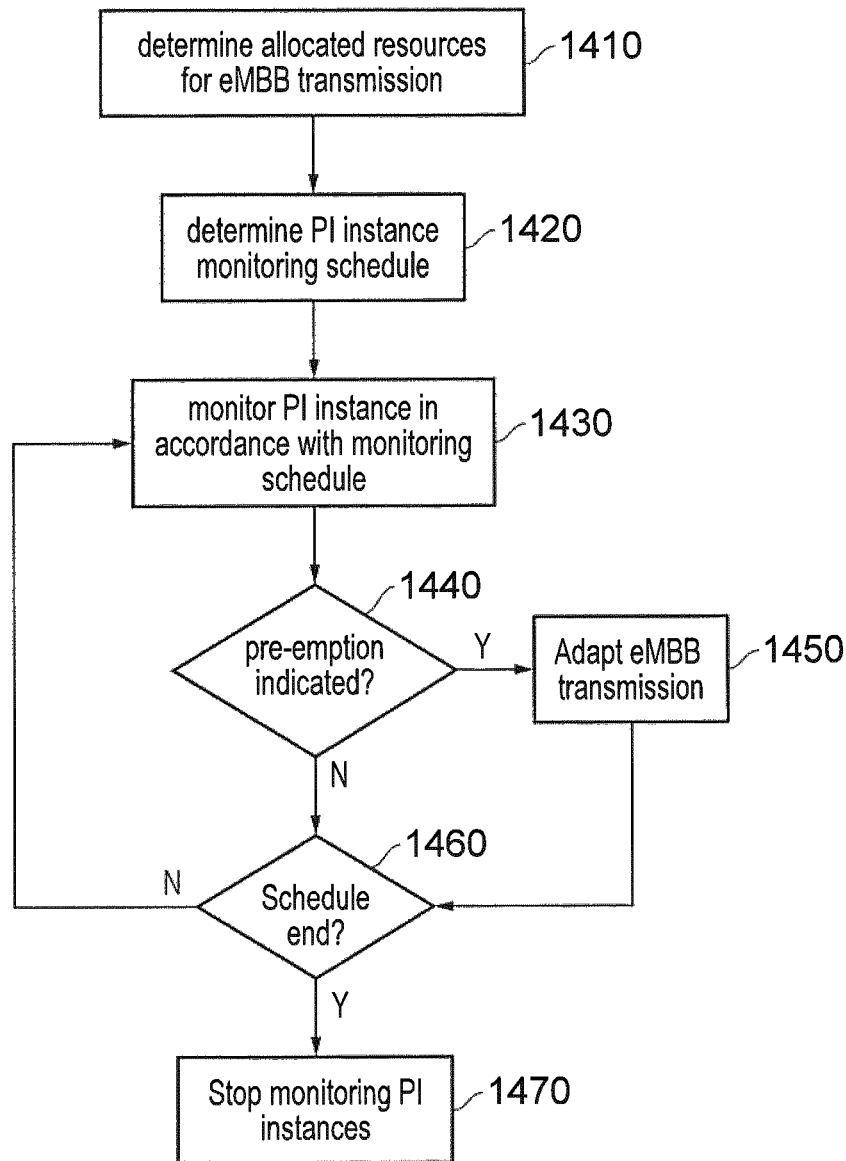 determine allocated resources
for eMBB transmission
1410
determine PI instance
monitoring schedule
1420
monitor PI instance in
accordance with monitoring
schedule
1430
1440
pre-emption
indicated?
Y
Adapt eMBB
transmission
1450
N
1460
N
Schedule
end?
Y
Stop monitoring PI
instances
1470